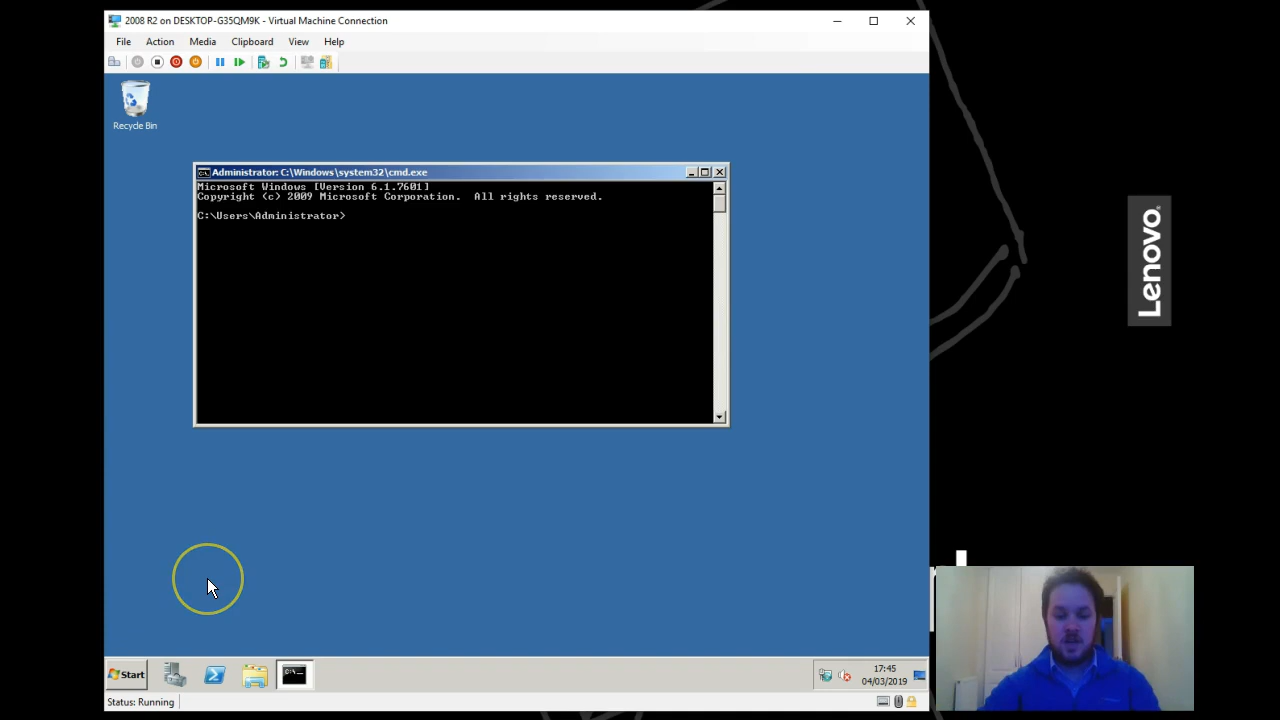 2008 R2 on DESKTOP-G35QM9K - Virtual Machine Connection
File Action Media Clipboard View Help
Recycle Bin
Administrator: C:\Windows\system32\cmd.exe
Microsoft Windows [Version 6.1.7601]
Copyright (c) 2009 Microsoft Corporation. All rights reserved.
C:\Users\Administrator>
Lenovo
Start
17:45
04/03/2019
Status: Running